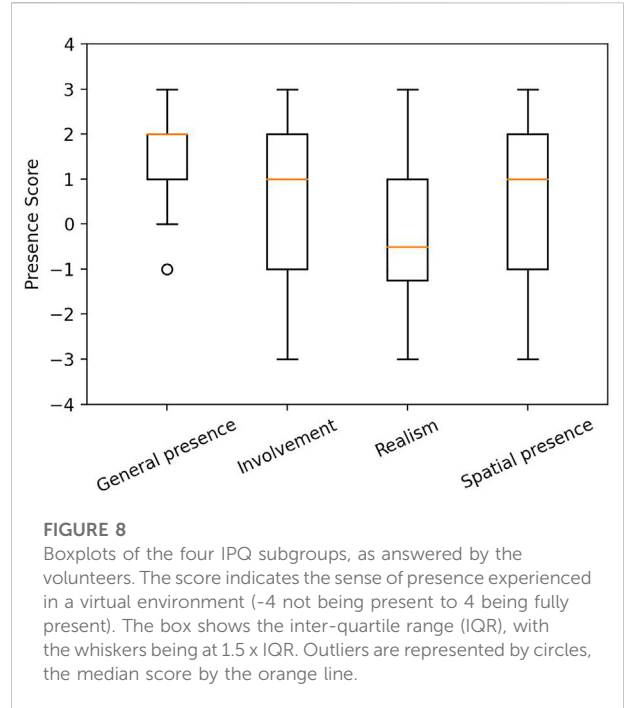 4
3
2
1
0
−1
−2
−3
−4
Presence Score
General presence
Involvement
Realism
Spatial presence
FIGURE 8
Boxplots of the four IPQ subgroups, as answered by the
volunteers. The score indicates the sense of presence experienced
in a virtual environment (-4 not being present to 4 being fully
present). The box shows the inter-quartile range (IQR), with
the whiskers being at 1.5 x IQR. Outliers are represented by circles,
the median score by the orange line.